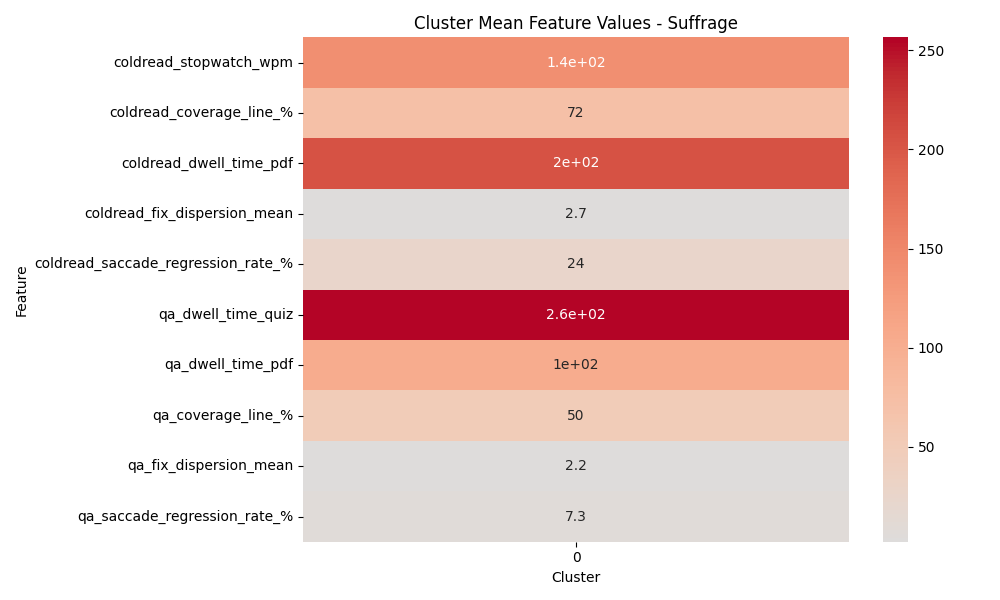 Cluster Mean Feature Values - Suffrage
coldread_stopwatch_wpm 1.4e+02
coldread_coverage_line_% 72
coldread_dwell_time_pdf 2e+02
coldread_fix_dispersion_mean 2.7
coldread_saccade_regression_rate_% 24
qa_dwell_time_quiz 2.6e+02
qa_dwell_time_pdf 1e+02
qa_coverage_line_% 50
qa_fix_dispersion_mean 2.2
qa_saccade_regression_rate_% 7.3
Feature
0
Cluster
250
200
150
100
50